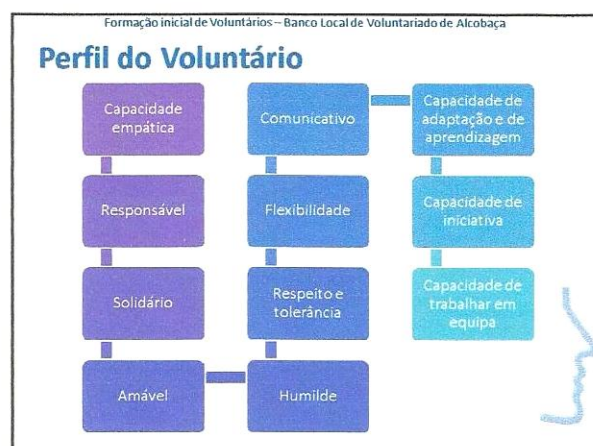 Formação inicial de Voluntários – Banco Local de Voluntariado de Alcobaça
Perfil do Voluntário
Capacidade
empática
Responsável
Solidário
Amável
Humilde
Respeito e
tolerância
Flexibilidade
Comunicativo
Capacidade de
adaptação e de
aprendizagem
Capacidade de
iniciativa
Capacidade de
trabalhar em
equipa